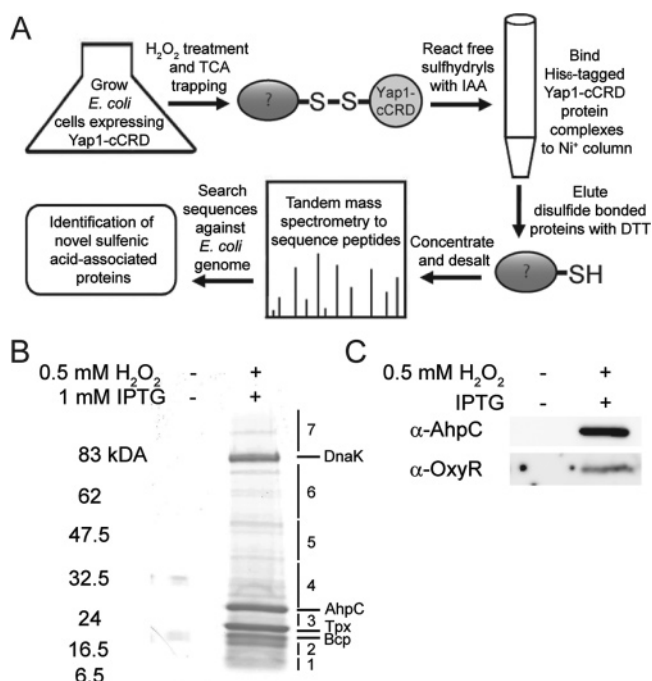 A
Grow
E. coli
cells expressing
Yap1-cCRD
H₂O₂ treatment
and TCA
trapping
?
S
S
Yap1-
cCRD
React free
sulfhydryls
with IAA
Bind
His₆-tagged
Yap1-cCRD
protein
complexes
to Ni⁺ column
Elute
disulfide bonded
proteins with DTT
?
SH
Concentrate
and desalt
Tandem mass
spectrometry to
sequence peptides
Search
sequences
against
E. coli
genome
Identification of
novel sulfenic
acid-associated
proteins
B
0.5 mM H₂O₂ - +
1 mM IPTG - +
83 kDA
62
47.5
32.5
24
16.5
6.5
7
DnaK
6
5
4
AhpC
3
Tpx
Bcp
2
1
C
0.5 mM H₂O₂ - +
IPTG - +
α-AhpC
α-OxyR